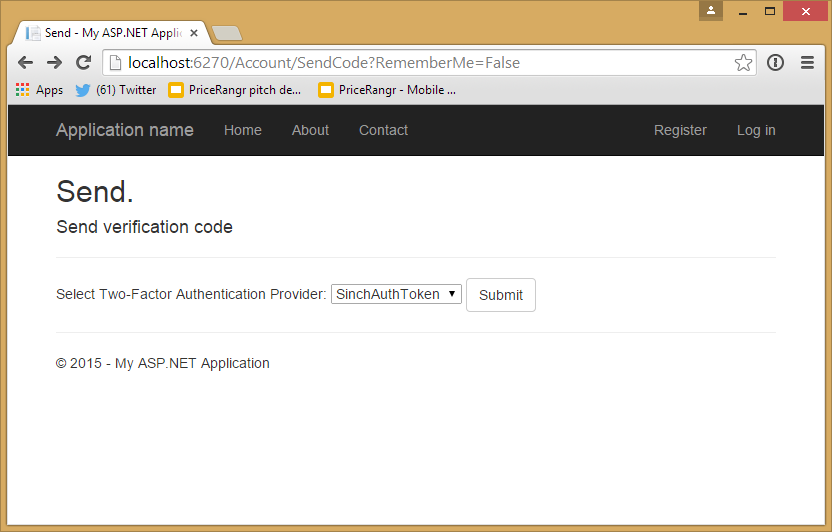 Send - My ASP.NET Applic
localhost:6270/Account/SendCode?RememberMe=False
Apps (61) Twitter PriceRangr pitch de... PriceRangr - Mobile ...
Application name Home About Contact Register Log in
Send.
Send verification code
Select Two-Factor Authentication Provider: SinchAuthToken Submit
© 2015 - My ASP.NET Application